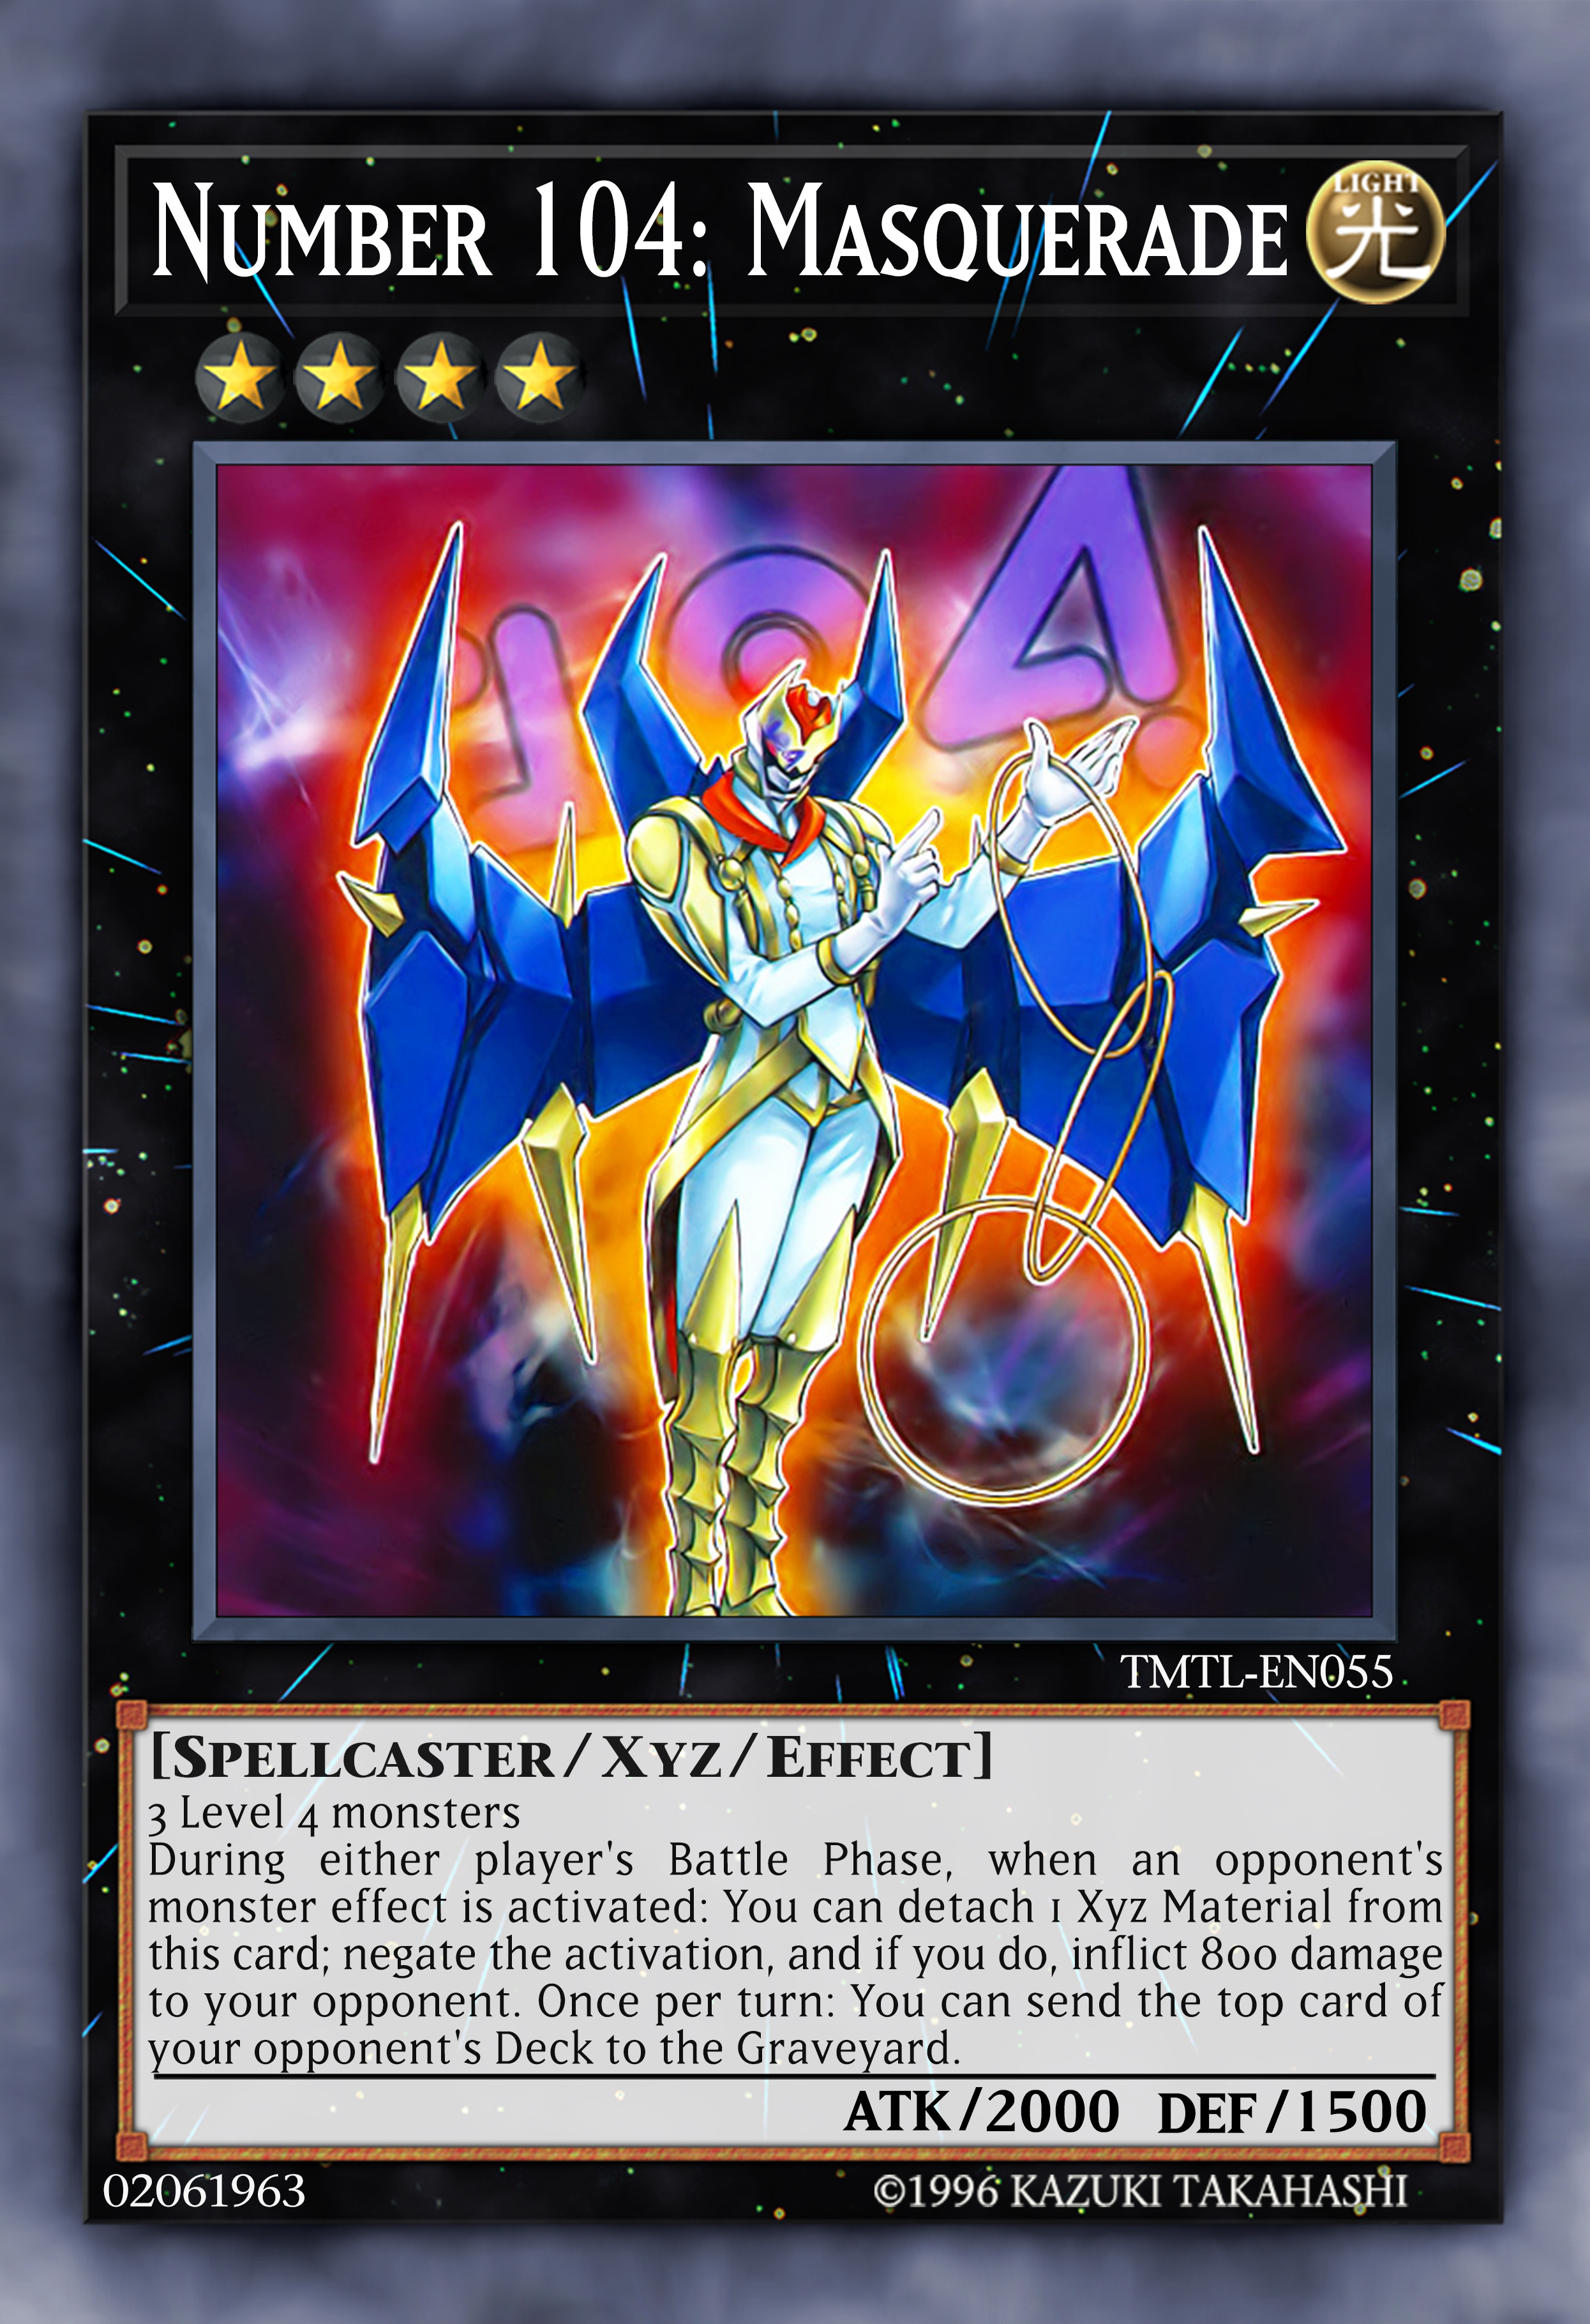 Number 104: Masquerade
LIGHT
光
104
TMTL-EN055
[Spellcaster/Xyz/Effect]
3 Level 4 monsters
During either player's Battle Phase, when an opponent's
monster effect is activated: You can detach 1 Xyz Material from
this card; negate the activation, and if you do, inflict 800 damage
to your opponent. Once per turn: You can send the top card of
your opponent's Deck to the Graveyard.
ATK/2000 DEF/1500
02061963
©1996 KAZUKI TAKAHASHI